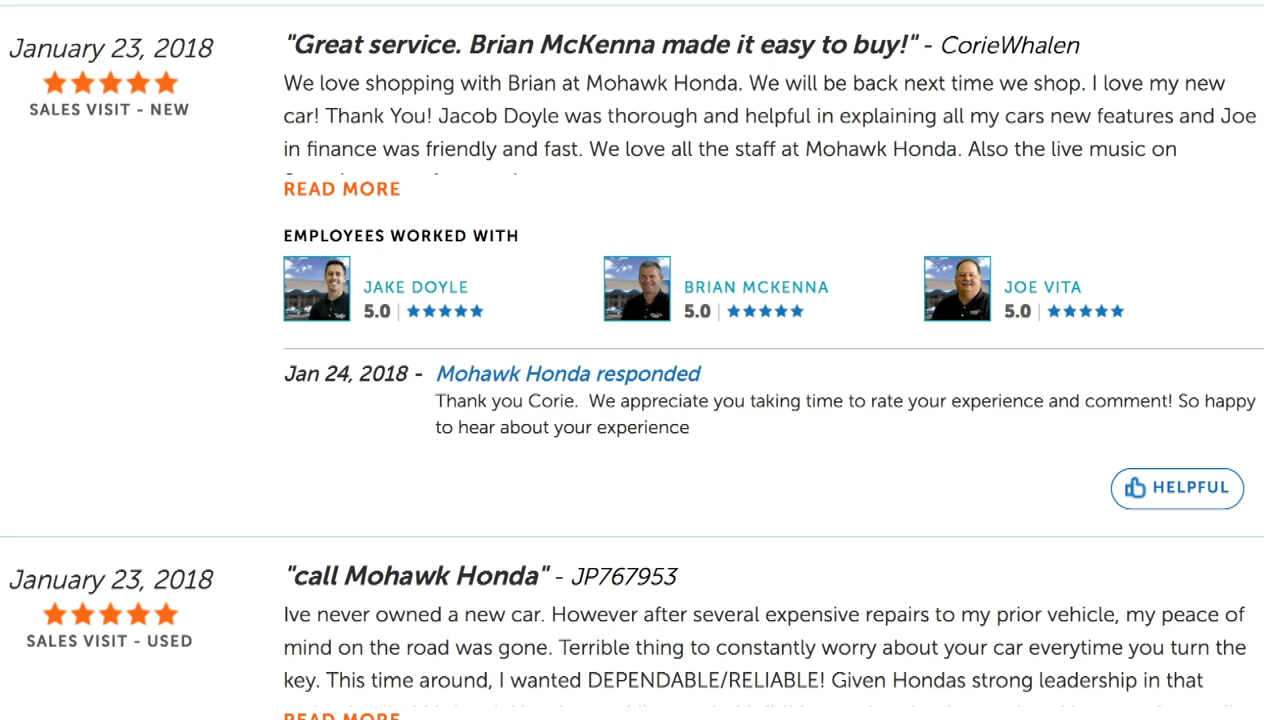 January 23, 2018
SALES VISIT - NEW
"Great service. Brian McKenna made it easy to buy!" - CorieWhalen
We love shopping with Brian at Mohawk Honda. We will be back next time we shop. I love my new
car! Thank You! Jacob Doyle was thorough and helpful in explaining all my cars new features and Joe
in finance was friendly and fast. We love all the staff at Mohawk Honda. Also the live music on
READ MORE
EMPLOYEES WORKED WITH
JAKE DOYLE
5.0
BRIAN MCKENNA
5.0
JOE VITA
5.0
Jan 24, 2018 - Mohawk Honda responded
Thank you Corie. We appreciate you taking time to rate your experience and comment! So happy
to hear about your experience
HELPFUL
January 23, 2018
SALES VISIT - USED
"call Mohawk Honda" - JP767953
Ive never owned a new car. However after several expensive repairs to my prior vehicle, my peace of
mind on the road was gone. Terrible thing to constantly worry about your car everytime you turn the
key. This time around, I wanted DEPENDABLE/RELIABLE! Given Hondas strong leadership in that
READ MORE